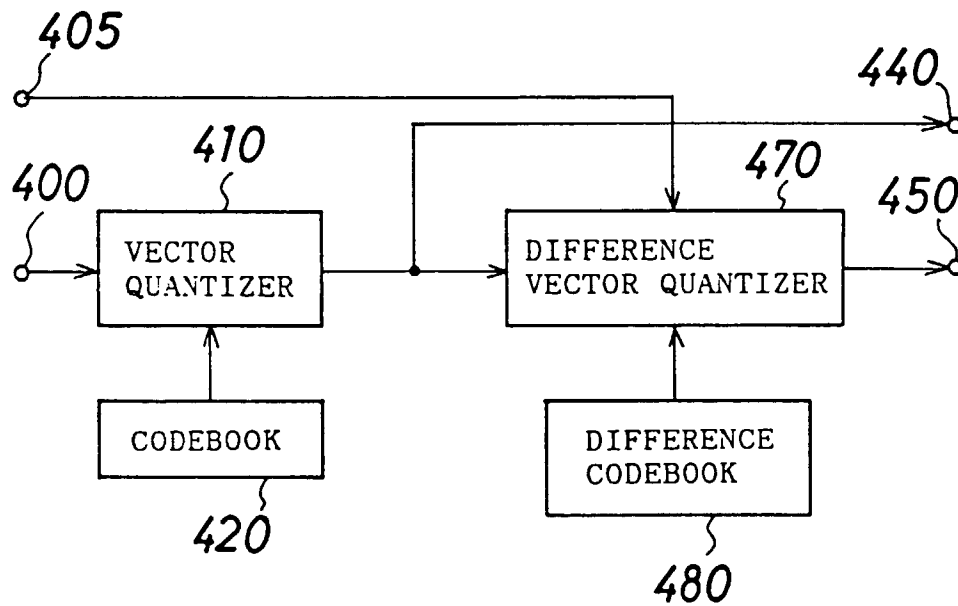 405
440
410
470
400
450
VECTOR
QUANTIZER
DIFFERENCE
VECTOR QUANTIZER
CODEBOOK
DIFFERENCE
CODEBOOK
420
480